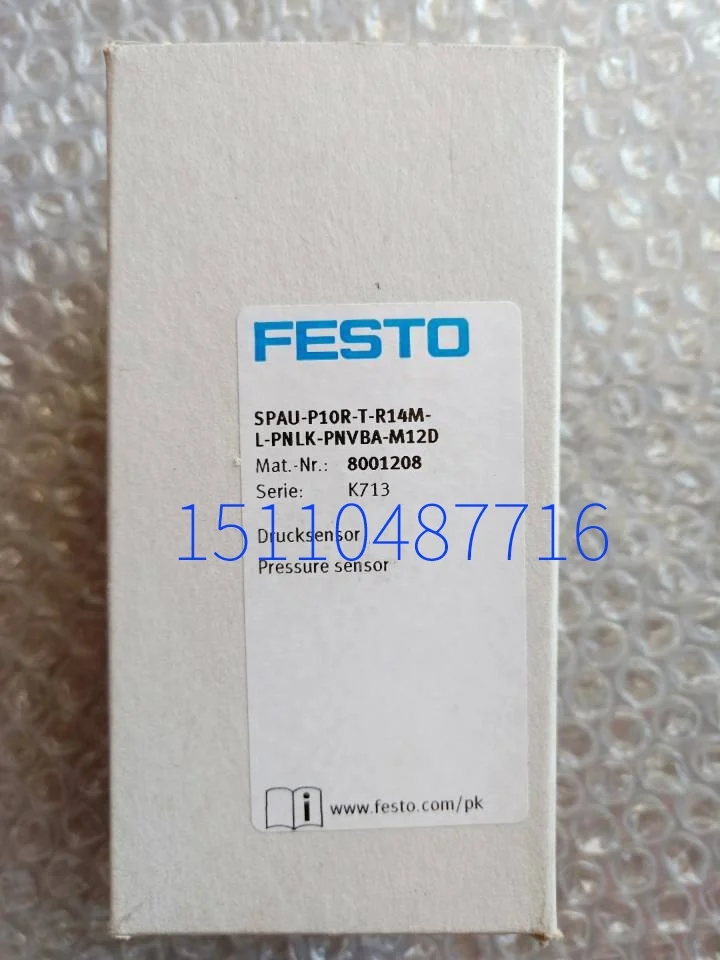 FESTO
SPAU-P10R-T-R14M-
L-PNLK-PNVBA-M12D
Mat.-Nr.: 8001208
Serie: K713
15110487716
Drucksensor
Pressure sensor
i www.festo.com/pk